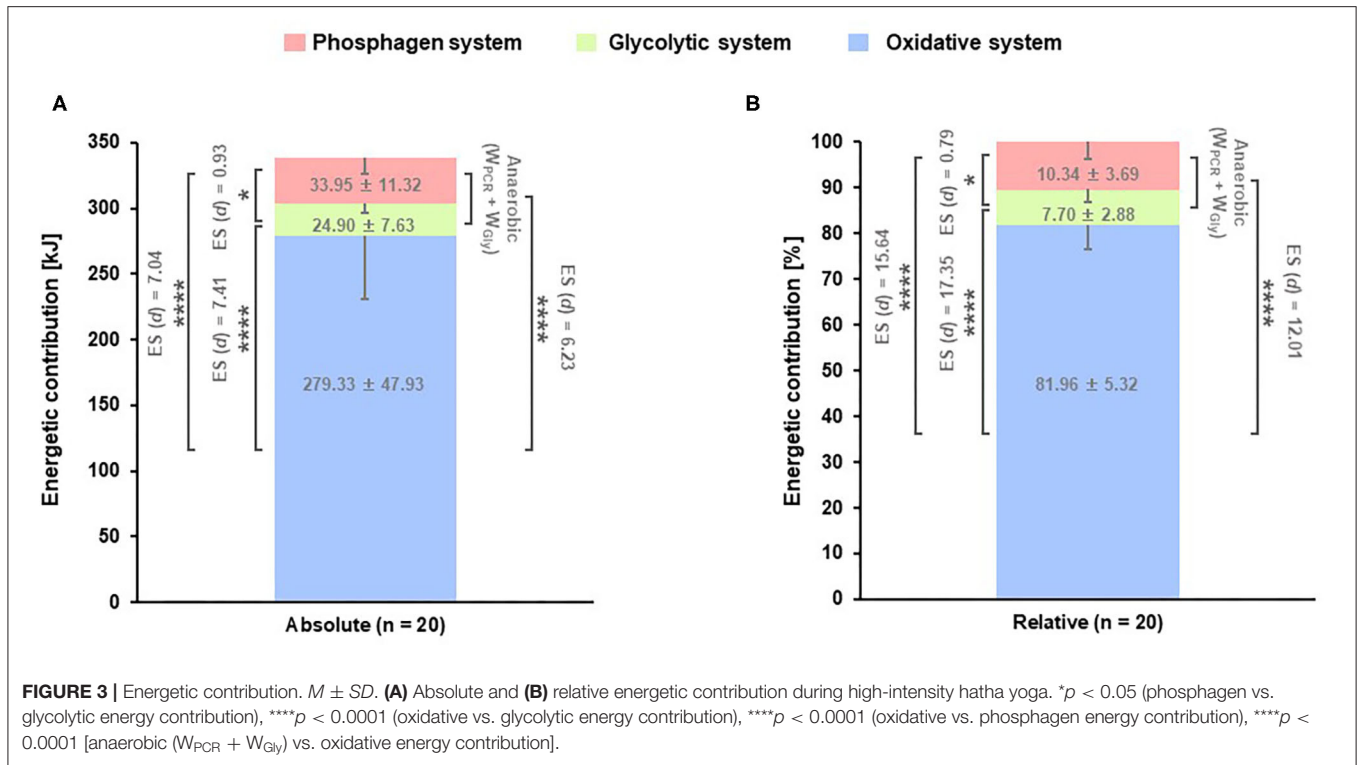 Phosphagen system Glycolytic system Oxidative system
A
Energetic contribution [kJ]
350
300
250
200
150
100
50
0
ES (d) = 7.04
****
ES (d) = 0.93
*
ES (d) = 7.41
****
33.95 ± 11.32
24.90 ± 7.63
279.33 ± 47.93
Anaerobic
(WPCR + WGly)
ES (d) = 6.23
****
Absolute (n = 20)
B
Energetic contribution [%]
100
90
80
70
60
50
40
30
20
10
0
ES (d) = 15.64
****
ES (d) = 0.79
*
ES (d) = 17.35
****
10.34 ± 3.69
7.70 ± 2.88
81.96 ± 5.32
Anaerobic
(WPCR + WGly)
ES (d) = 12.01
****
Relative (n = 20)
FIGURE 3 | Energetic contribution. M ± SD. (A) Absolute and (B) relative energetic contribution during high-intensity hatha yoga. *p < 0.05 (phosphagen vs.
glycolytic energy contribution), ****p < 0.0001 (oxidative vs. glycolytic energy contribution), ****p < 0.0001 (oxidative vs. phosphagen energy contribution), ****p <
0.0001 [anaerobic (WPCR + WGly) vs. oxidative energy contribution].